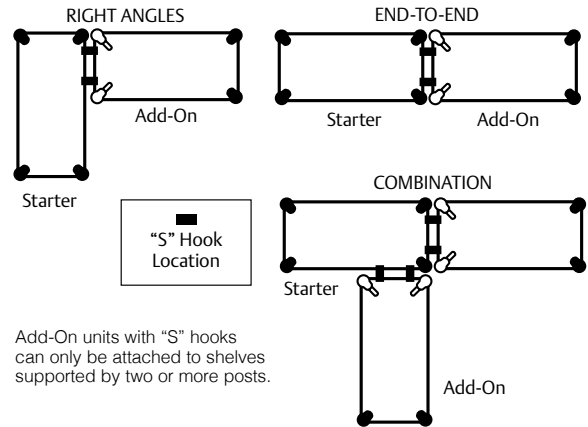 RIGHT ANGLES
Add-On
Starter
END-TO-END
Starter
Add-On
“S” Hook
Location
COMBINATION
Starter
Add-On
Add-On units with “S” hooks
can only be attached to shelves
supported by two or more posts.